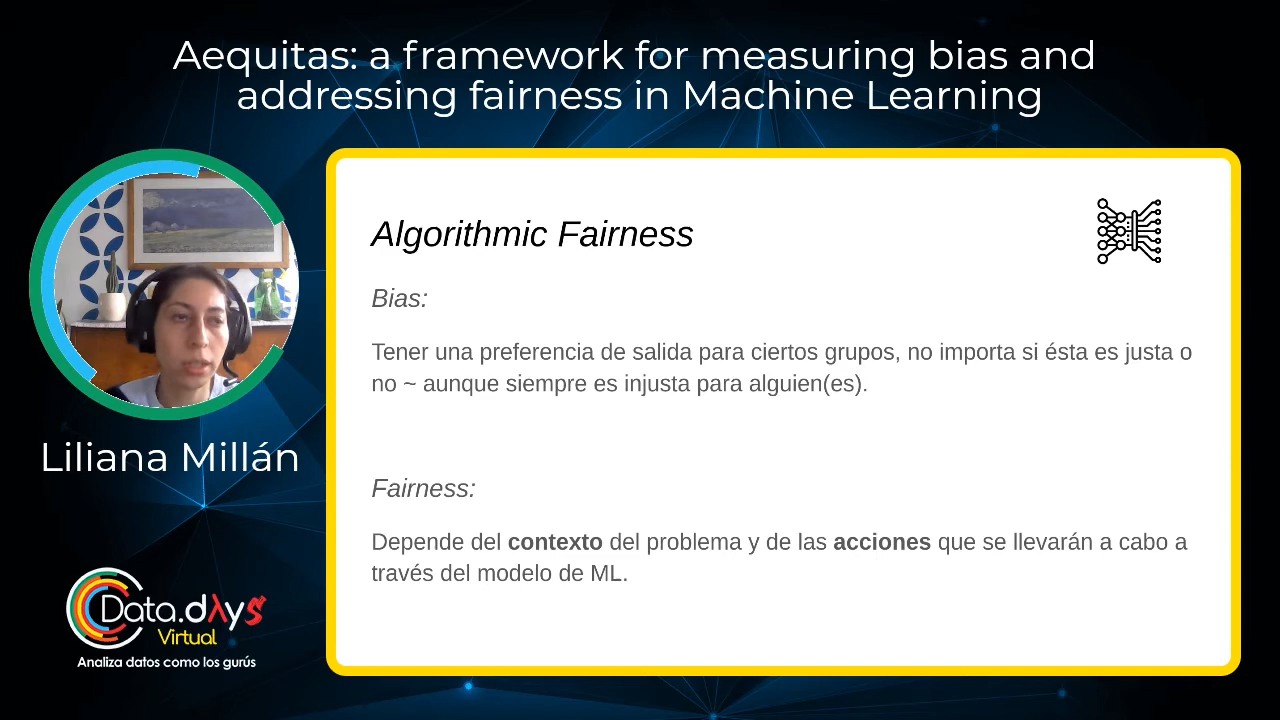 Aequitas: a framework for measuring bias and
addressing fairness in Machine Learning
Algorithmic Fairness
Bias:
Tener una preferencia de salida para ciertos grupos, no importa si ésta es justa o
no ~ aunque siempre es injusta para alguien(es).
Fairness:
Depende del contexto del problema y de las acciones que se llevarán a cabo a
través del modelo de ML.
Liliana Millán
Data.dλys
Virtual
Analiza datos como los gurús